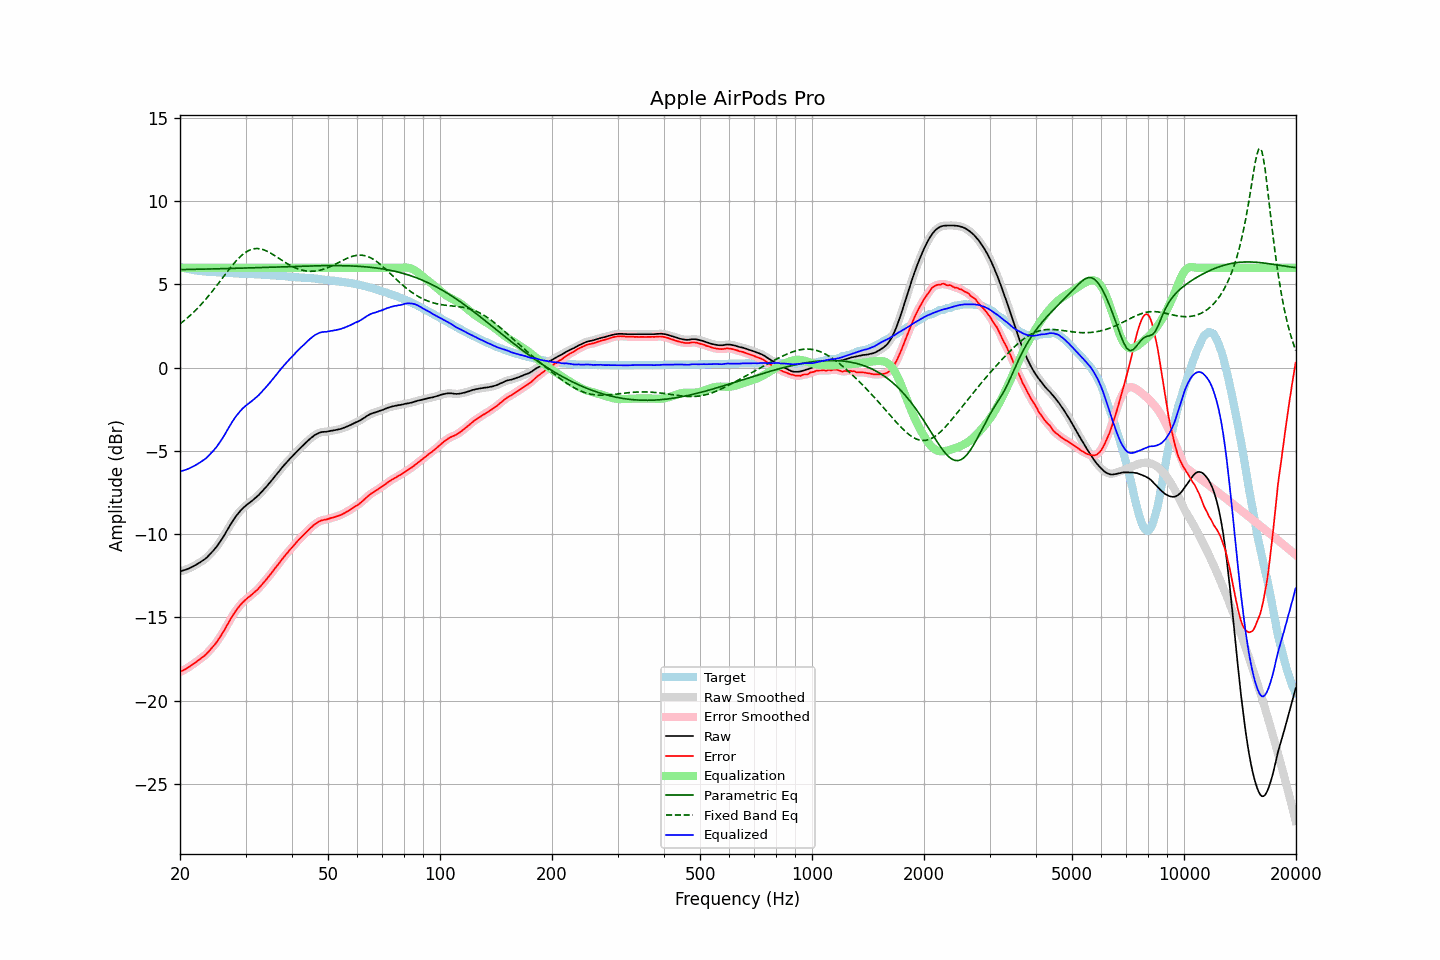 Apple AirPods Pro
Amplitude (dBr)
15
10
5
0
−5
−10
−15
−20
−25
Target
Raw Smoothed
Error Smoothed
Raw
Error
Equalization
Parametric Eq
Fixed Band Eq
Equalized
20 50 100 200 500 1000 2000 5000 10000 20000
Frequency (Hz)